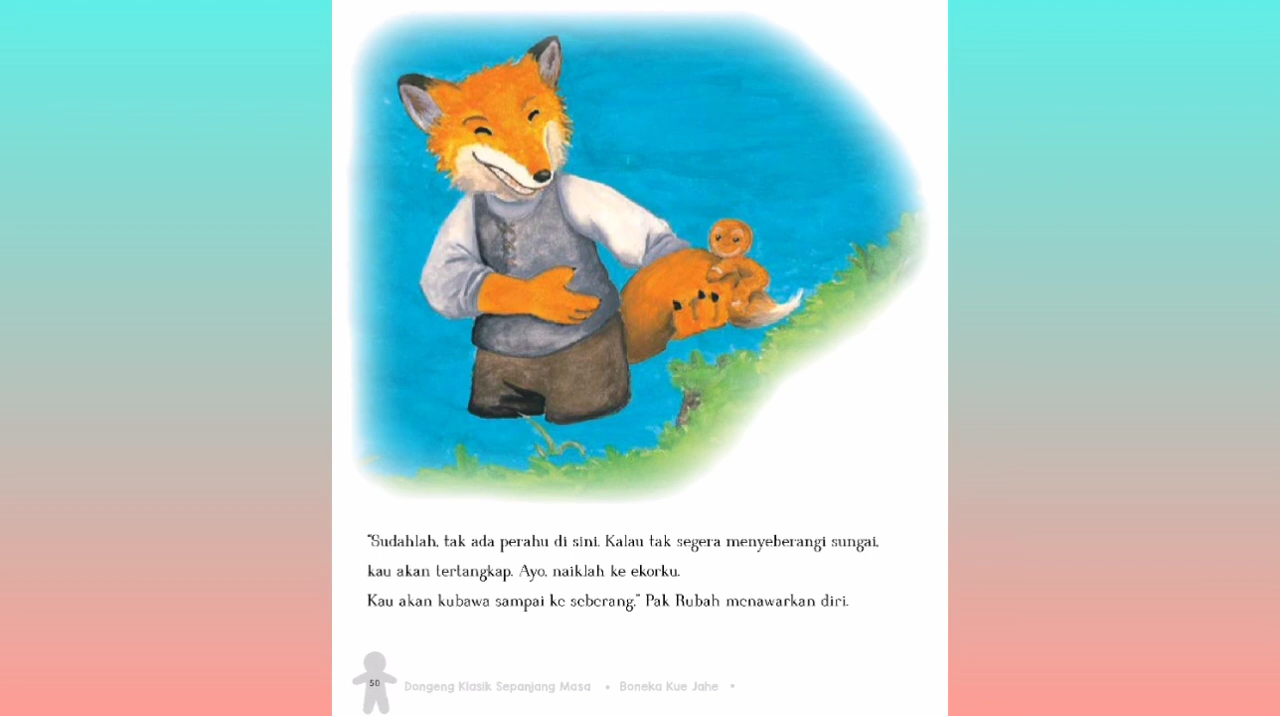 "Sudahlah, tak ada perahu di sini. Kalau tak segera menyeberangi sungai,
kau akan tertangkap. Ayo, naiklah ke ekorku.
Kau akan kubawa sampai ke seberang." Pak Rubah menawarkan diri.
50 Dongeng Klasik Sepanjang Masa • Boneka Kue Jahe •